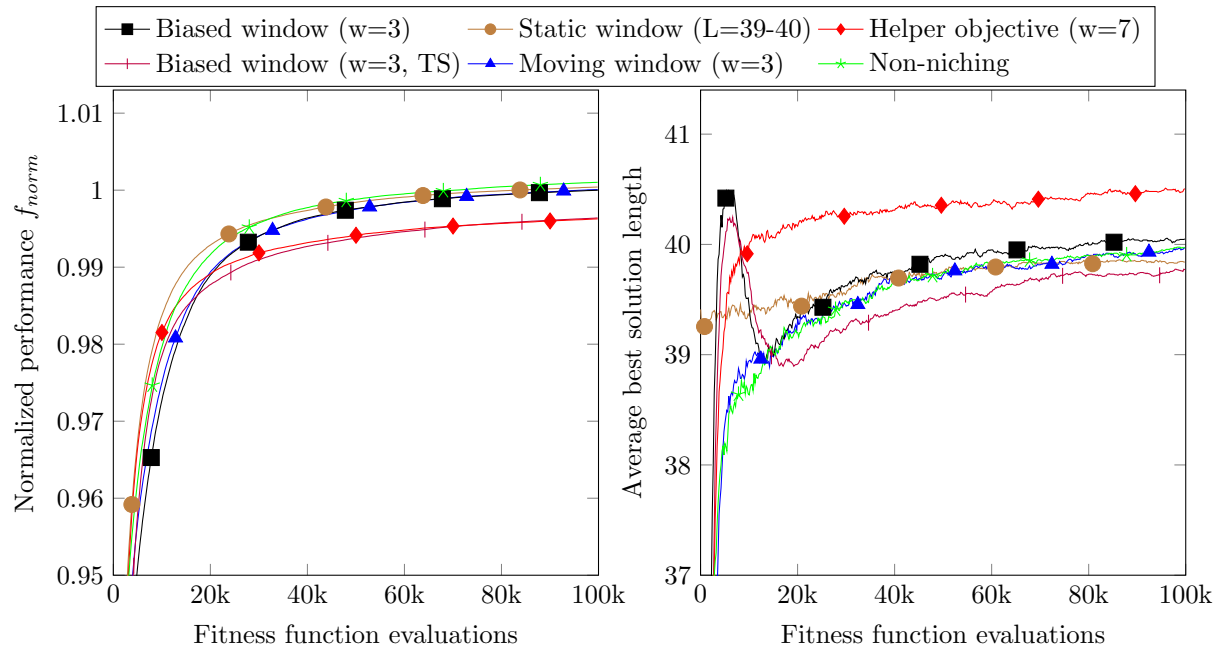 Biased window (w=3) Static window (L=39-40) Helper objective (w=7)
Biased window (w=3, TS) Moving window (w=3) Non-niching
Normalized performance f_norm
1.01
1
0.99
0.98
0.97
0.96
0.95
0 20k 40k 60k 80k 100k
Fitness function evaluations
Average best solution length
41
40
39
38
37
0 20k 40k 60k 80k 100k
Fitness function evaluations